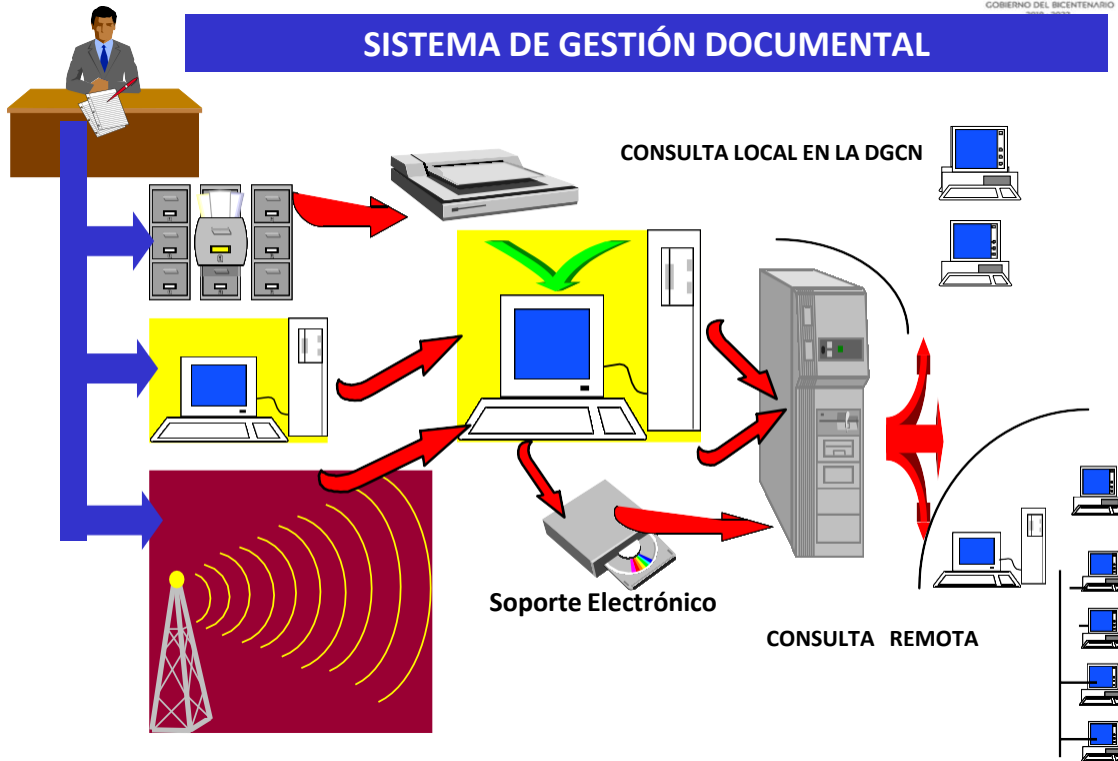 GOBIERNO DEL BICENTENARIO
SISTEMA DE GESTIÓN DOCUMENTAL
CONSULTA LOCAL EN LA DGCN
Soporte Electrónico
CONSULTA REMOTA